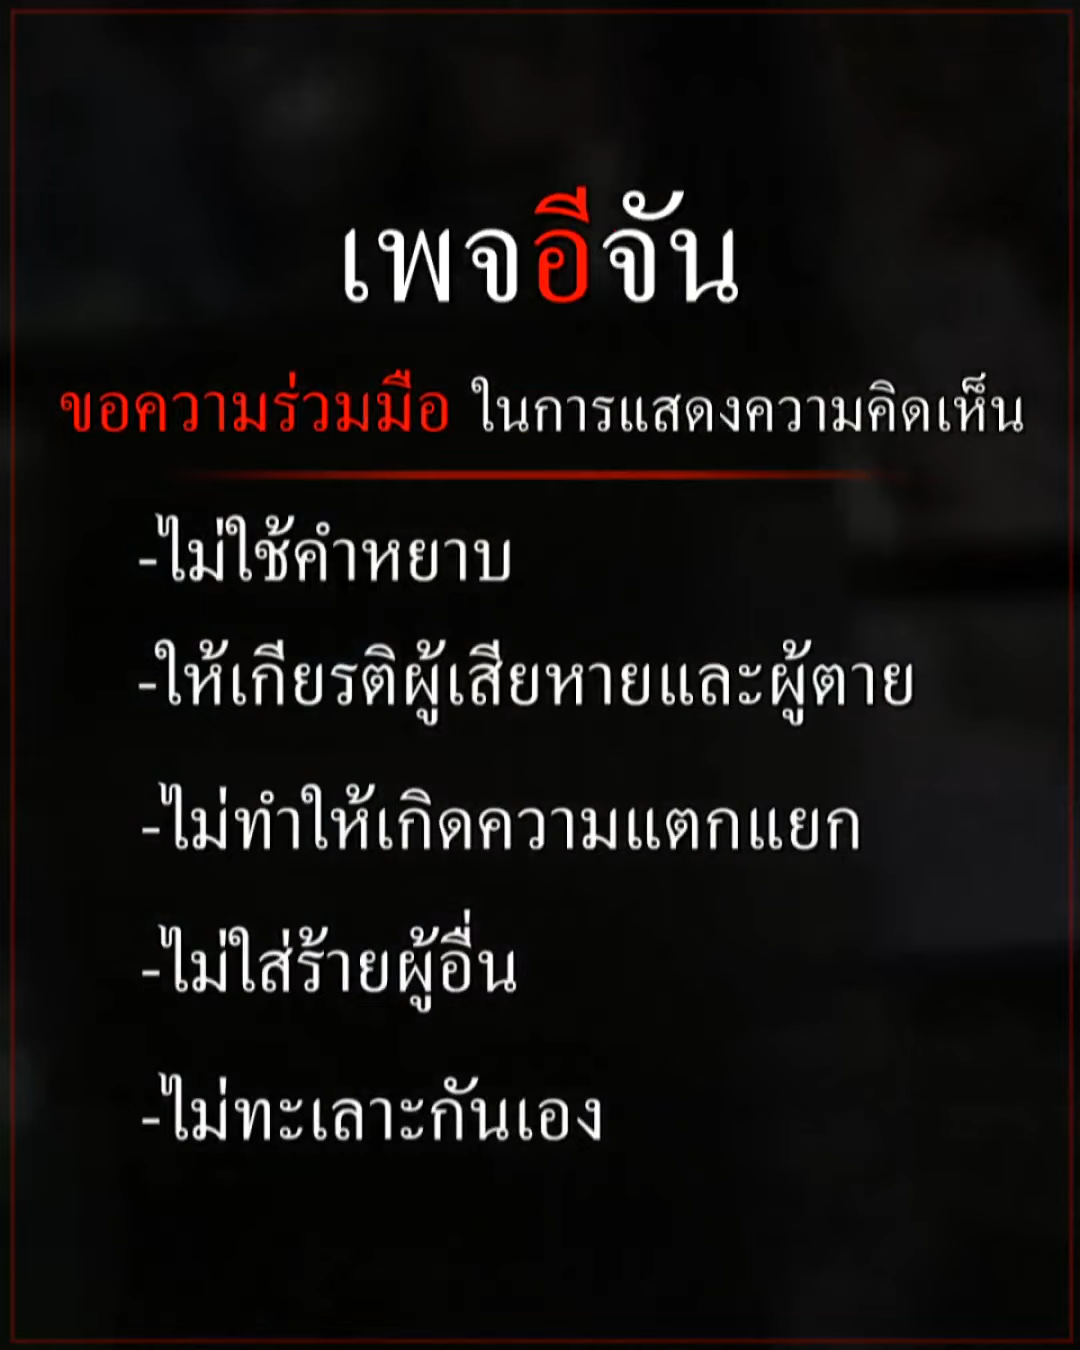 เพจอีจัน
ขอความร่วมมือ ในการแสดงความคิดเห็น
-ไม่ใช้คำหยาบ
-ให้เกียรติผู้เสียหายและผู้ตาย
-ไม่ทำให้เกิดความแตกแยก
-ไม่ใส่ร้ายผู้อื่น
-ไม่ทะเลาะกันเอง